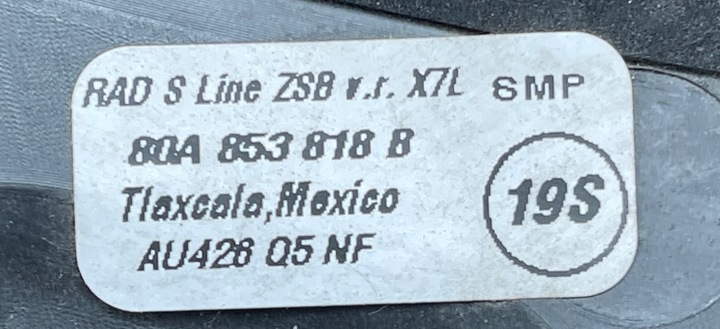 RAD S Line ZSB v.r. X7L SMP
80A 853 818 B
Tlaxcala,Mexico
19S
AU426 Q5 NF